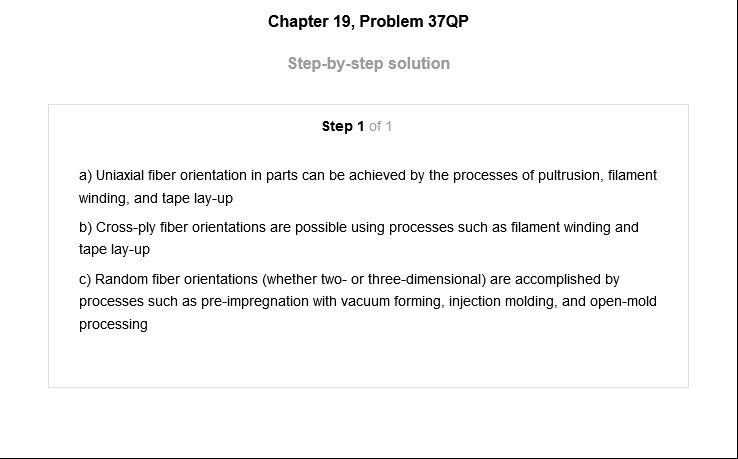 Chapter 19, Problem 37QP
Step-by-step solution
Step 1 of 1
a) Uniaxial fiber orientation in parts can be achieved by the processes of pultrusion, filament
winding, and tape lay-up
b) Cross-ply fiber orientations are possible using processes such as filament winding and
tape lay-up
c) Random fiber orientations (whether two- or three-dimensional) are accomplished by
processes such as pre-impregnation with vacuum forming, injection molding, and open-mold
processing